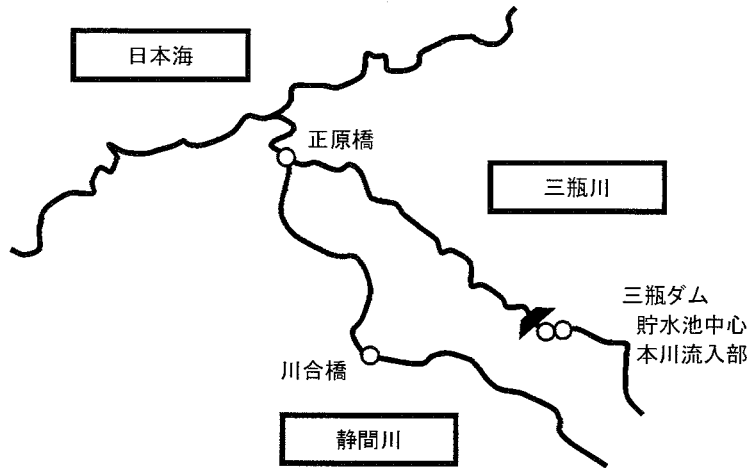 日本海
正原橋
三瓶川
三瓶ダム
貯水池中心
本川流入部
川合橋
静間川